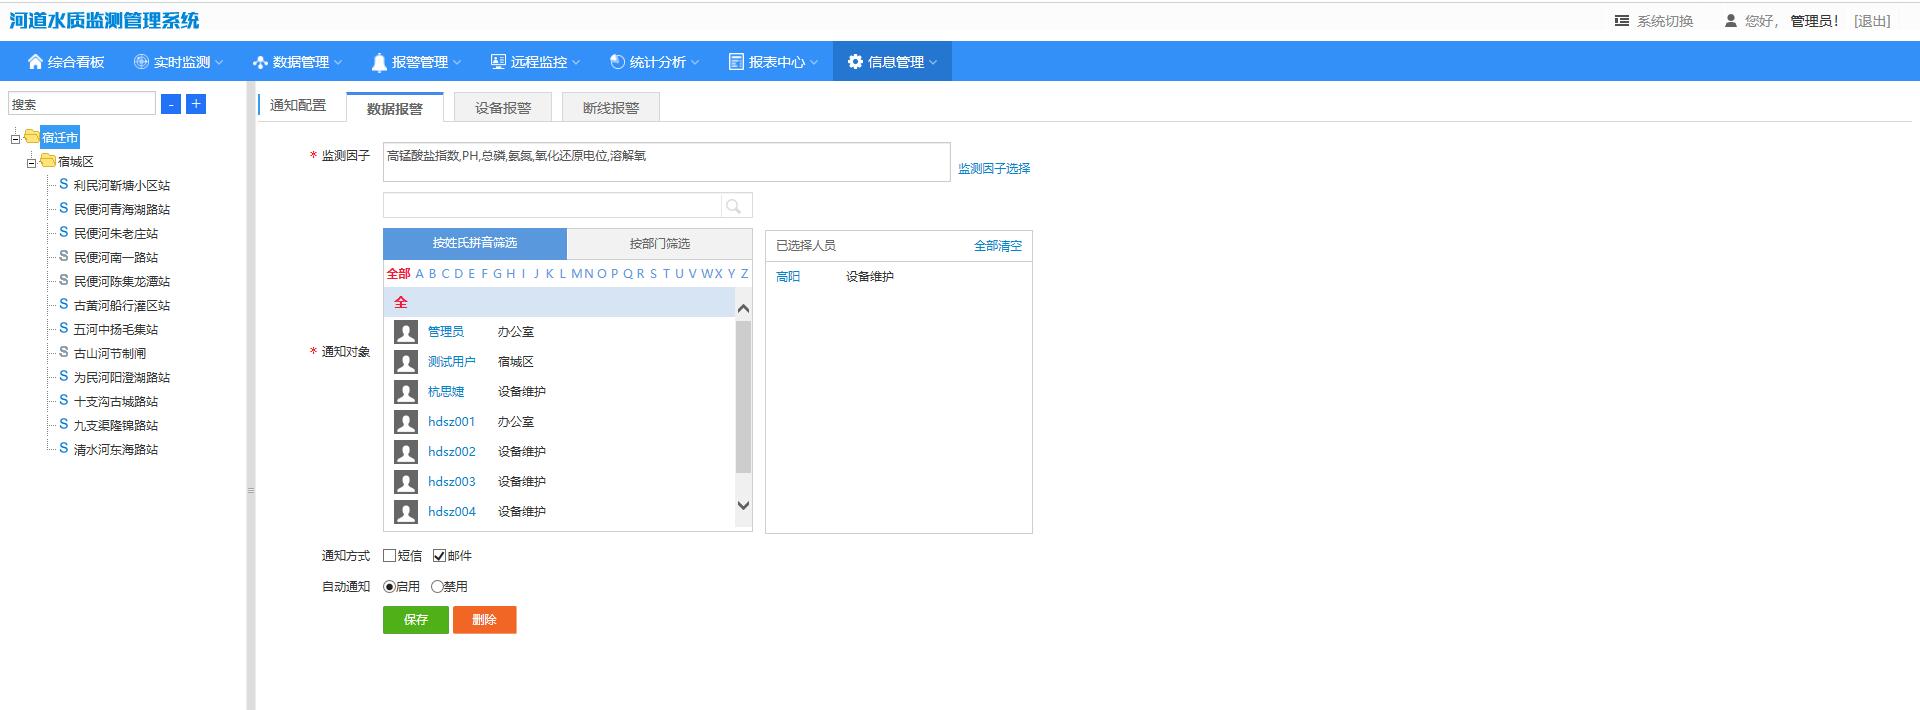 河道水质监测管理系统
系统切换 您好， 管理员！ [退出]
综合看板 实时监测 数据管理 报警管理 远程监控 统计分析 报表中心 信息管理
搜索 - +
宿迁市
宿城区
利民河靳塘小区站
民便河青海湖路站
民便河朱老庄站
民便河南一路站
民便河陈集龙潭站
古黄河船行灌区站
五河中扬毛集站
古山河节制闸
为民河阳澄湖路站
十支沟古城路站
九支渠隆锦路站
清水河东海路站
通知配置 数据报警 设备报警 断线报警
* 监测因子 高锰酸盐指数,PH,总磷,氨氮,氧化还原电位,溶解氧 监测因子选择
* 通知对象
按姓氏拼音筛选 按部门筛选
全部 A B C D E F G H I J K L M N O P Q R S T U V W X Y Z
全
管理员 办公室
测试用户 宿城区
杭思婕 设备维护
hdsz001 办公室
hdsz002 设备维护
hdsz003 设备维护
hdsz004 设备维护
已选择人员 全部清空
高阳 设备维护
通知方式 短信 邮件
自动通知 启用 禁用
保存 删除